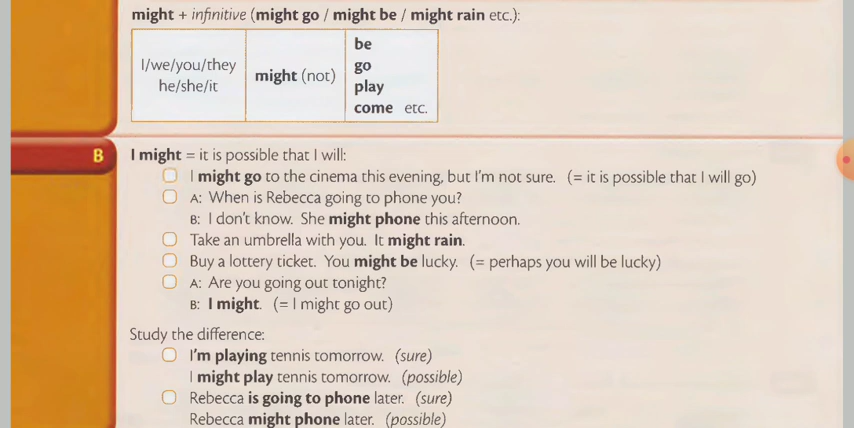 might + infinitive (might go / might be / might rain etc.):
I/we/you/they
he/she/it
might (not)
be
go
play
come etc.
B
I might = it is possible that I will:
I might go to the cinema this evening, but I'm not sure. (= it is possible that I will go)
A: When is Rebecca going to phone you?
B: I don't know. She might phone this afternoon.
Take an umbrella with you. It might rain.
Buy a lottery ticket. You might be lucky. (= perhaps you will be lucky)
A: Are you going out tonight?
B: I might. (= I might go out)
Study the difference:
I'm playing tennis tomorrow. (sure)
I might play tennis tomorrow. (possible)
Rebecca is going to phone later. (sure)
Rebecca might phone later. (possible)